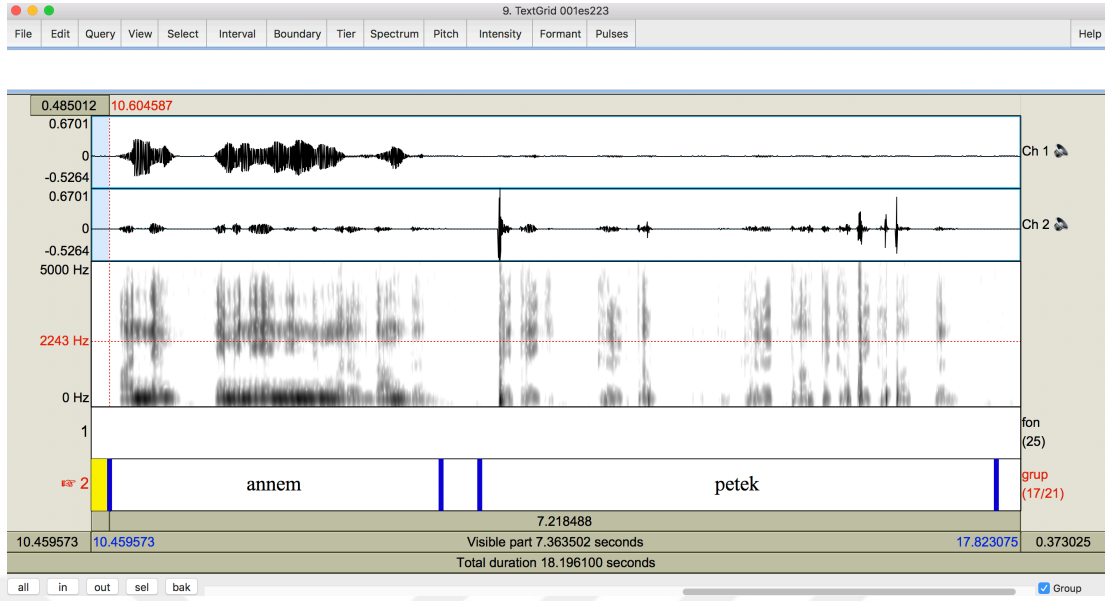 9. TextGrid 001es223
File Edit Query View Select Interval Boundary Tier Spectrum Pitch Intensity Formant Pulses Help
0.485012 10.604587
0.6701
0
-0.5264
Ch 1
0.6701
0
-0.5264
Ch 2
5000 Hz
2243 Hz
0 Hz
1
fon
(25)
2 annem petek
grup
(17/21)
7.218488
10.459573 10.459573 Visible part 7.363502 seconds 17.823075 0.373025
Total duration 18.196100 seconds
all in out sel bak Group